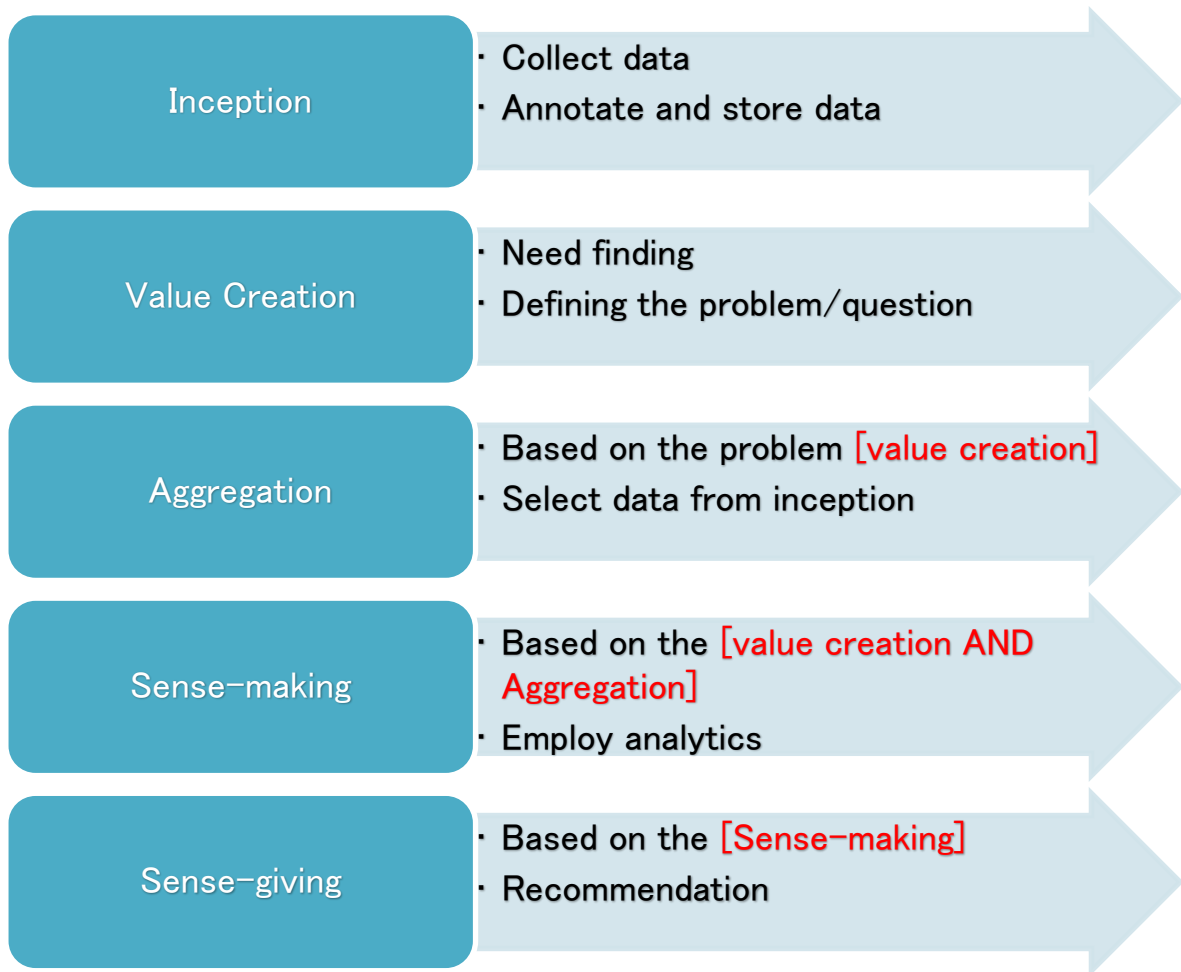 Inception
· Collect data
· Annotate and store data
Value Creation
· Need finding
· Defining the problem/question
Aggregation
· Based on the problem [value creation]
· Select data from inception
Sense-making
· Based on the [value creation AND
Aggregation]
· Employ analytics
Sense-giving
· Based on the [Sense-making]
· Recommendation